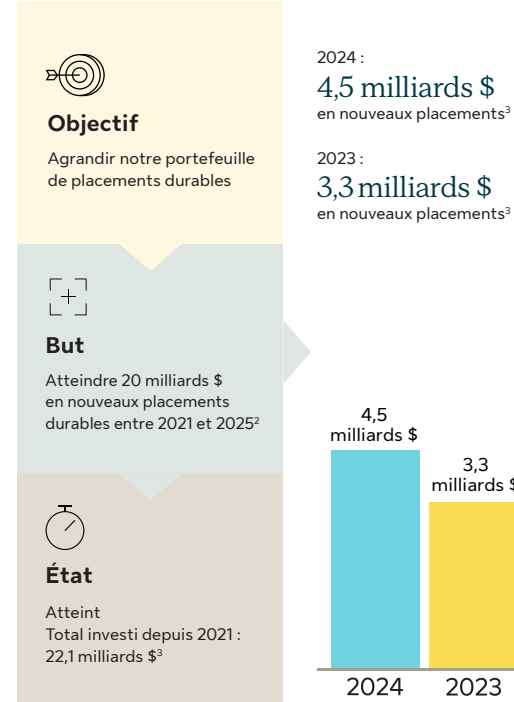 Objectif
Agrandir notre portefeuille
de placements durables
But
Atteindre 20 milliards $
en nouveaux placements
durables entre 2021 et 2025²
État
Atteint
Total investi depuis 2021 :
22,1 milliards $³
2024 :
4,5 milliards $
en nouveaux placements³
2023 :
3,3 milliards $
en nouveaux placements³
4,5
milliards $
3,3
milliards $
2024
2023